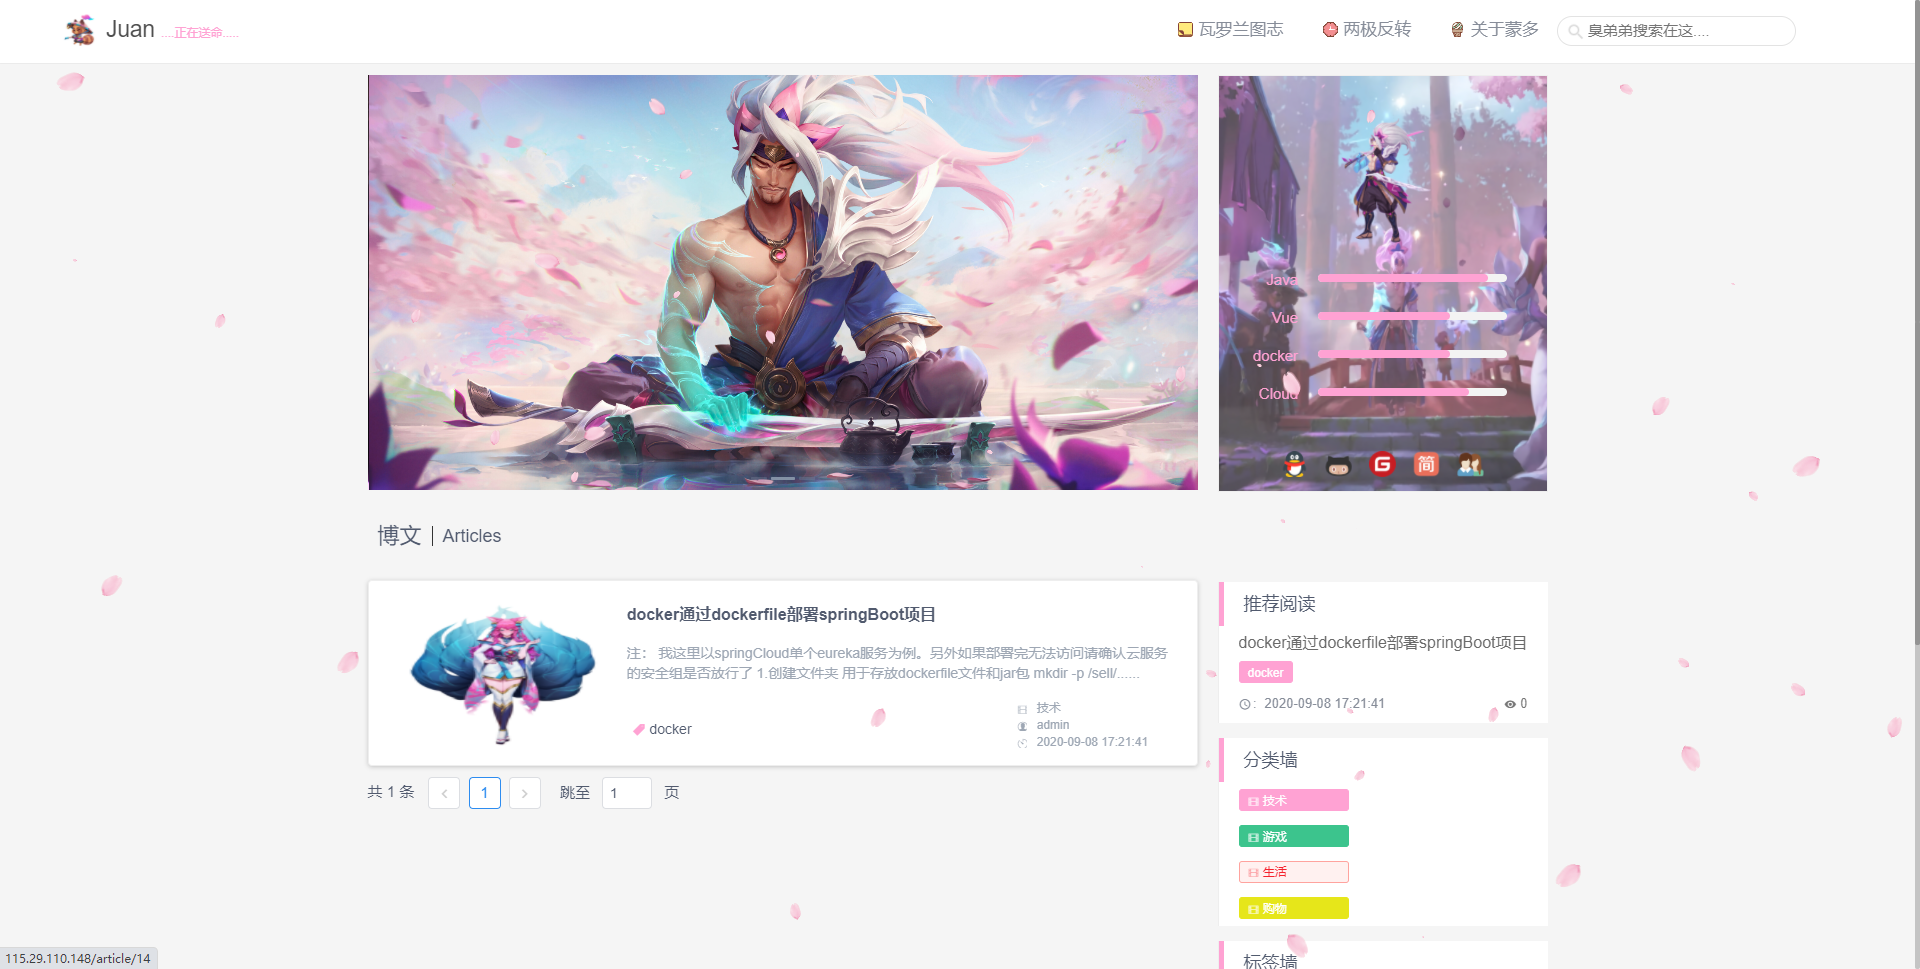 Juan ....正在送命.....
瓦罗兰图志 两极反转 关于蒙多 臭弟弟搜索在这....
Java
Vue
docker
Cloud
简
博文 | Articles
docker通过dockerfile部署springBoot项目
注： 我这里以springCloud单个eureka服务为例。另外如果部署完无法访问请确认云服务
的安全组是否放行了 1.创建文件夹 用于存放dockerfile文件和jar包 mkdir -p /sell/......
docker
技术
admin
2020-09-08 17:21:41
共 1 条 < 1 > 跳至 1 页
推荐阅读
docker通过dockerfile部署springBoot项目
docker
: 2020-09-08 17:21:41 0
分类墙
技术
游戏
生活
购物
标签墙
115.29.110.148/article/14